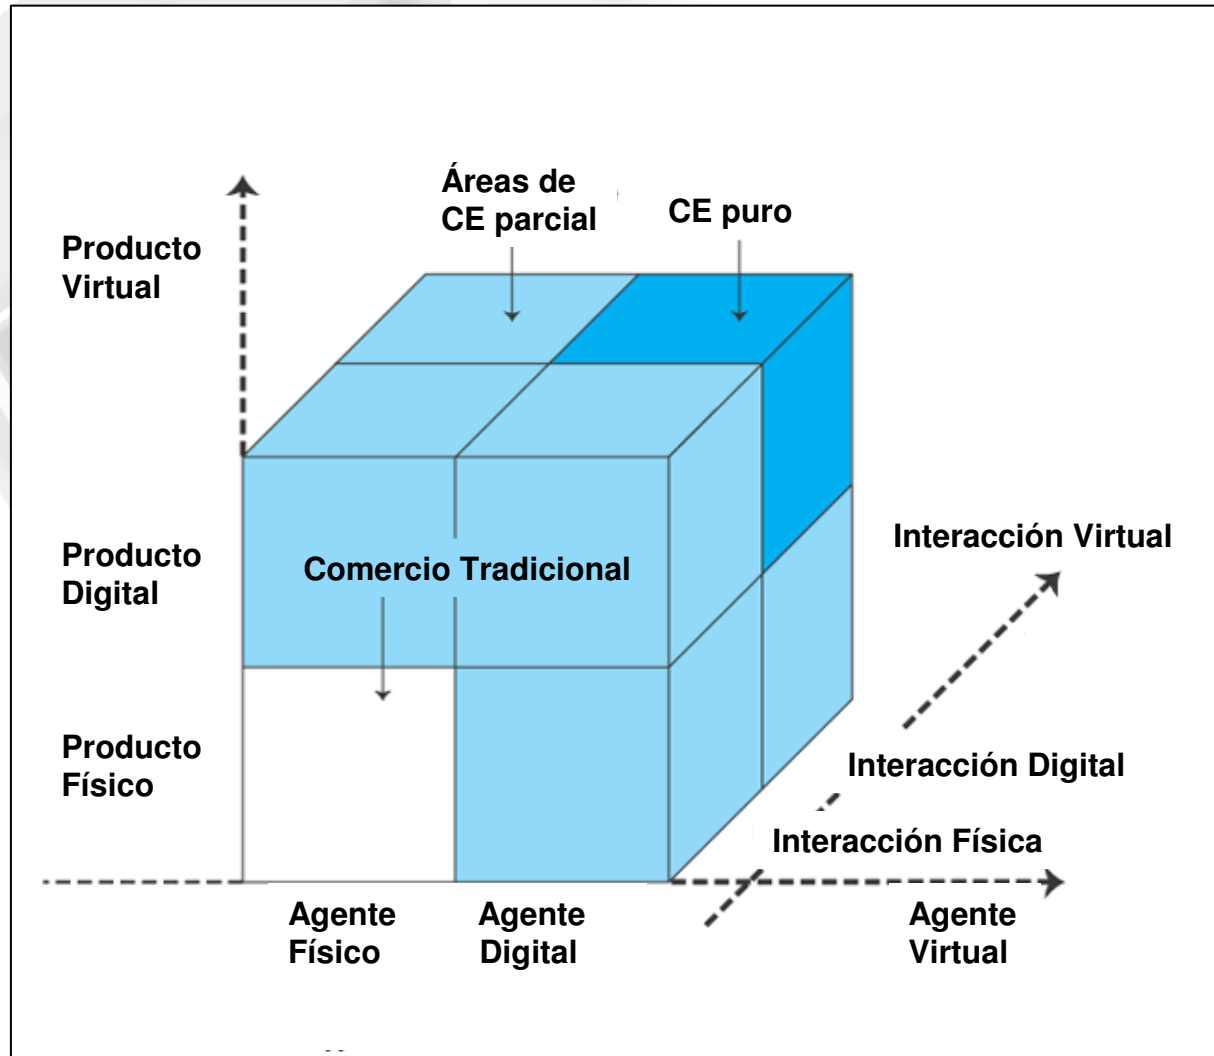 Áreas de
CE parcial
CE puro
Producto
Virtual
Interacción Virtual
Producto
Digital
Comercio Tradicional
Producto
Físico
Interacción Digital
Interacción Física
Agente
Físico
Agente
Digital
Agente
Virtual